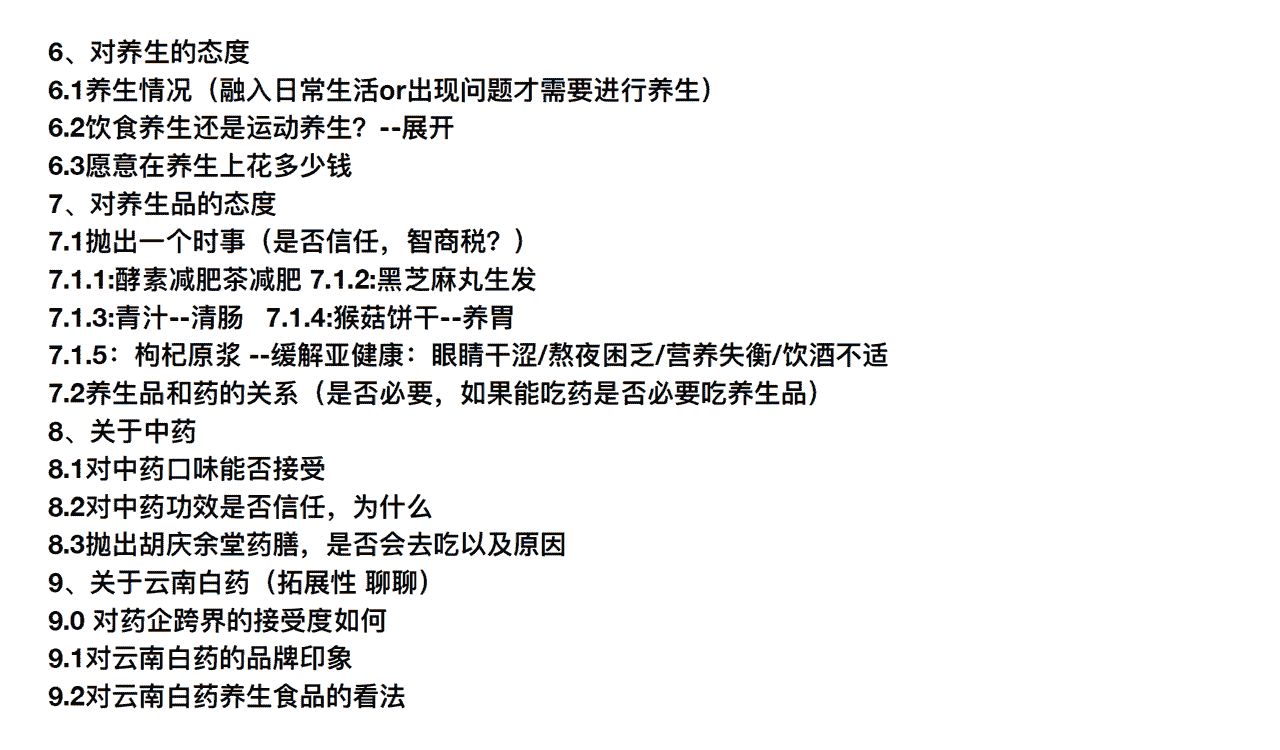 6、对养生的态度
6.1养生情况（融入日常生活or出现问题才需要进行养生）
6.2饮食养生还是运动养生？--展开
6.3愿意在养生上花多少钱
7、对养生品的态度
7.1抛出一个时事（是否信任，智商税？）
7.1.1:酵素减肥茶减肥 7.1.2:黑芝麻丸生发
7.1.3:青汁--清肠   7.1.4:猴菇饼干--养胃
7.1.5：枸杞原浆 --缓解亚健康：眼睛干涩/熬夜困乏/营养失衡/饮酒不适
7.2养生品和药的关系（是否必要，如果能吃药是否必要吃养生品）
8、关于中药
8.1对中药口味能否接受
8.2对中药功效是否信任，为什么
8.3抛出胡庆余堂药膳，是否会去吃以及原因
9、关于云南白药（拓展性 聊聊）
9.0 对药企跨界的接受度如何
9.1对云南白药的品牌印象
9.2对云南白药养生食品的看法